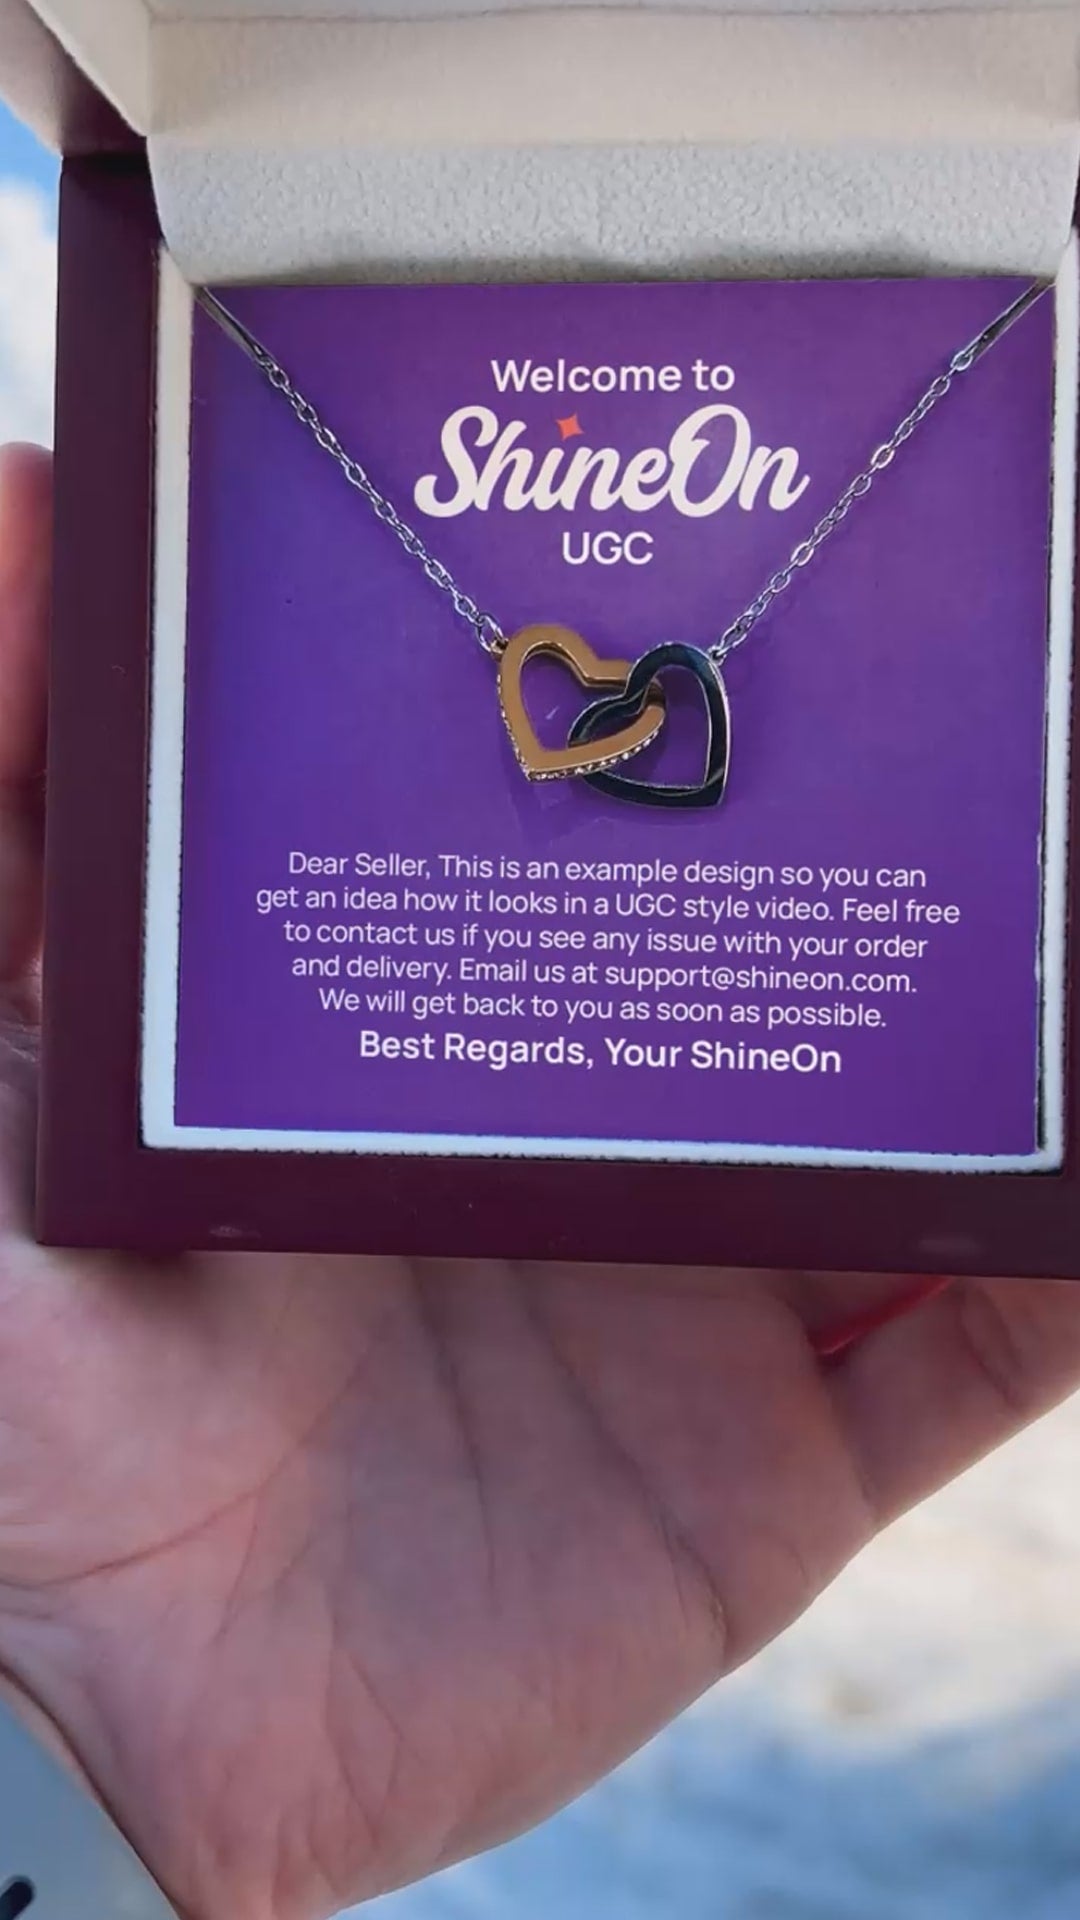 Welcome to
ShineOn
UGC
Dear Seller, This is an example design so you can
get an idea how it looks in a UGC style video. Feel free
to contact us if you see any issue with your order
and delivery. Email us at support@shineon.com.
We will get back to you as soon as possible.
Best Regards, Your ShineOn